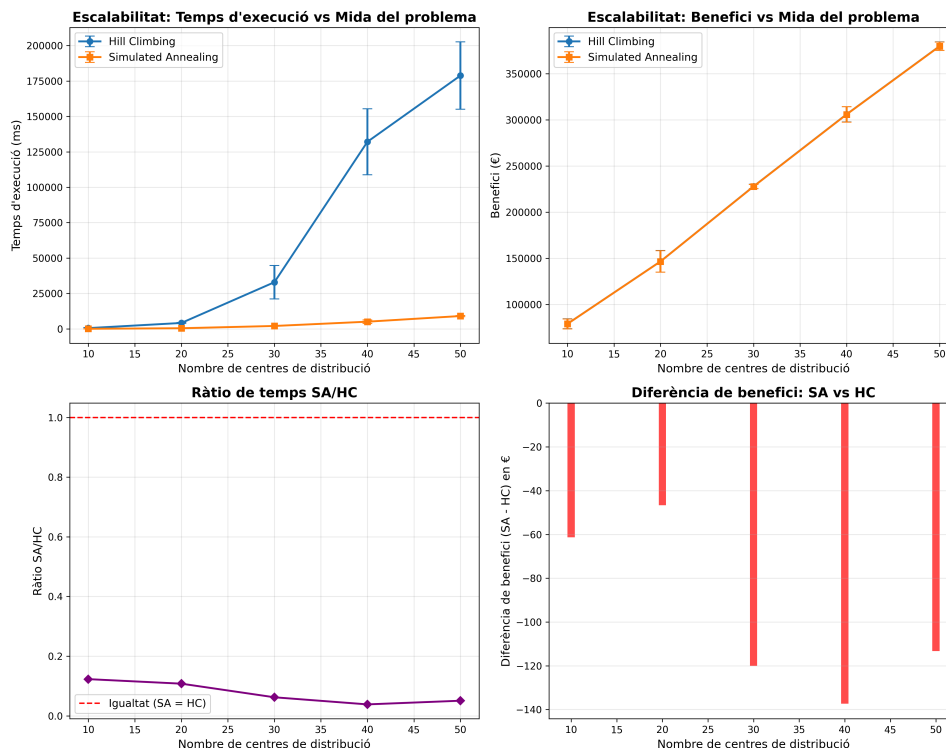 Escalabilitat: Temps d'execució vs Mida del problema
Hill Climbing
Simulated Annealing
Temps d'execució (ms)
200000
175000
150000
125000
100000
75000
50000
25000
0
10 15 20 25 30 35 40 45 50
Nombre de centres de distribució
Escalabilitat: Benefici vs Mida del problema
Hill Climbing
Simulated Annealing
Benefici (€)
350000
300000
250000
200000
150000
100000
10 15 20 25 30 35 40 45 50
Nombre de centres de distribució
Ràtio de temps SA/HC
Ràtio SA/HC
1.0
0.8
0.6
0.4
0.2
0.0
Igualtat (SA = HC)
10 15 20 25 30 35 40 45 50
Nombre de centres de distribució
Diferència de benefici: SA vs HC
Diferència de benefici (SA - HC) en €
0
−20
−40
−60
−80
−100
−120
−140
10 15 20 25 30 35 40 45 50
Nombre de centres de distribució